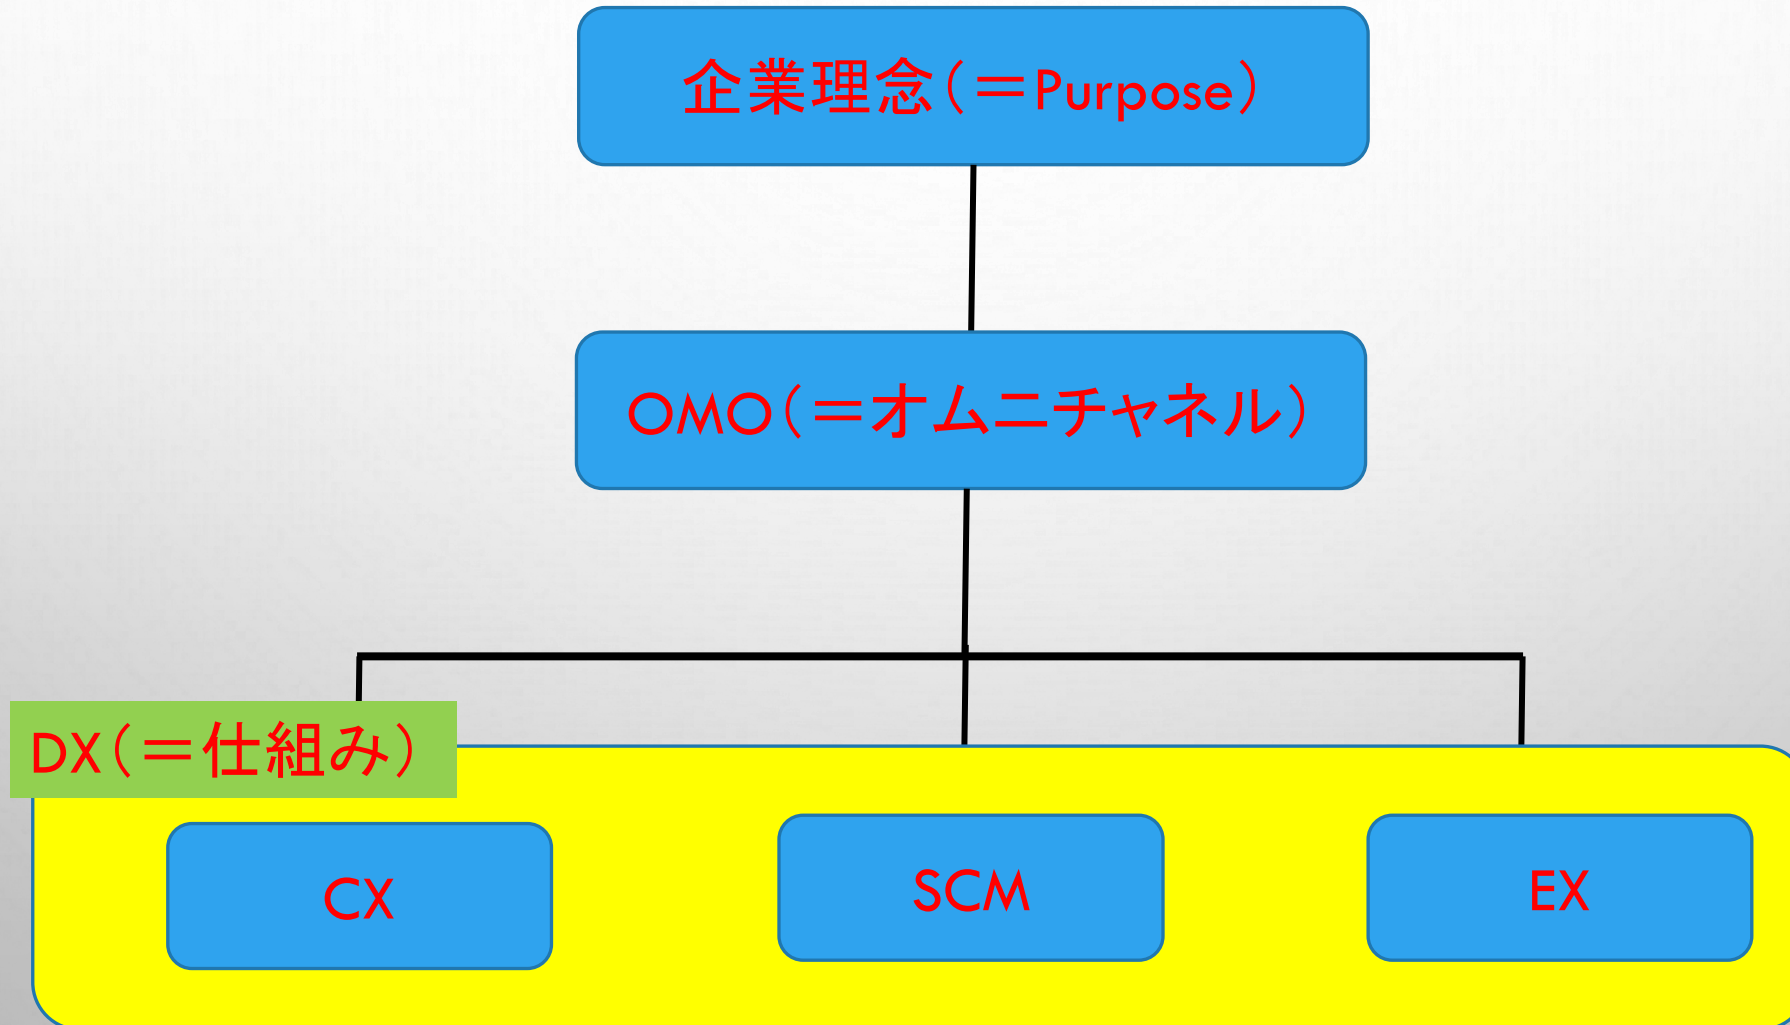 企業理念(＝Purpose)
OMO(＝オムニチャネル)
DX(＝仕組み)
CX
SCM
EX